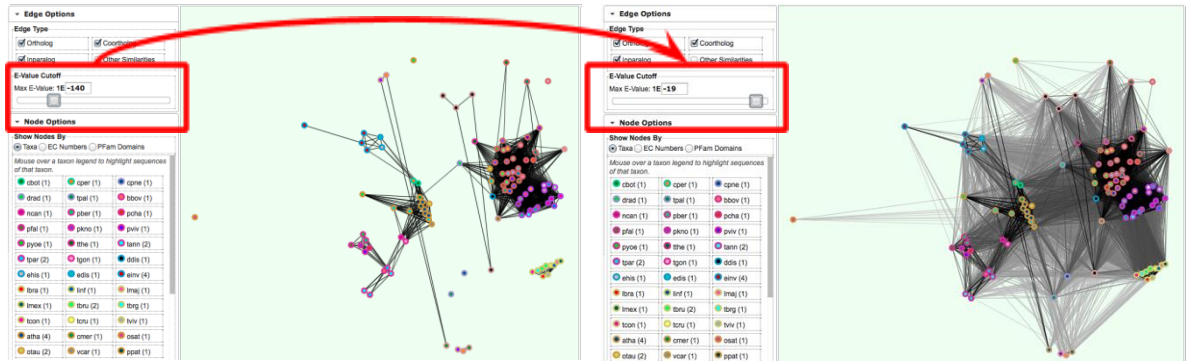 Edge Options
Edge Type
Ortholog Coortholog
Inparalog Other Similarities
E-Value Cutoff
Max E-Value: 1E -140
Node Options
Show Nodes By
Taxa EC Numbers PFam Domains
Mouse over a taxon legend to highlight sequences
of that taxon.
cbot (1) cper (1) cpne (1)
drad (1) tpal (1) bbov (1)
ncan (1) pber (1) pcha (1)
pfal (1) pkno (1) pviv (1)
pyoe (1) tthe (1) tann (2)
tpar (2) tgon (1) ddis (1)
ehis (1) edis (1) einv (4)
lbra (1) linf (1) lmaj (1)
lmex (1) tbru (2) tbrg (1)
tcon (1) tcru (1) tviv (1)
atha (4) cmer (1) osat (1)
otau (2) vcar (1) ppat (1)
Edge Options
Edge Type
Ortholog Coortholog
Inparalog Other Similarities
E-Value Cutoff
Max E-Value: 1E -19
Node Options
Show Nodes By
Taxa EC Numbers PFam Domains
Mouse over a taxon legend to highlight sequences
of that taxon.
cbot (1) cper (1) cpne (1)
drad (1) tpal (1) bbov (1)
ncan (1) pber (1) pcha (1)
pfal (1) pkno (1) pviv (1)
pyoe (1) tthe (1) tann (2)
tpar (2) tgon (1) ddis (1)
ehis (1) edis (1) einv (4)
lbra (1) linf (1) lmaj (1)
lmex (1) tbru (2) tbrg (1)
tcon (1) tcru (1) tviv (1)
atha (4) cmer (1) osat (1)
otau (2) vcar (1) ppat (1)